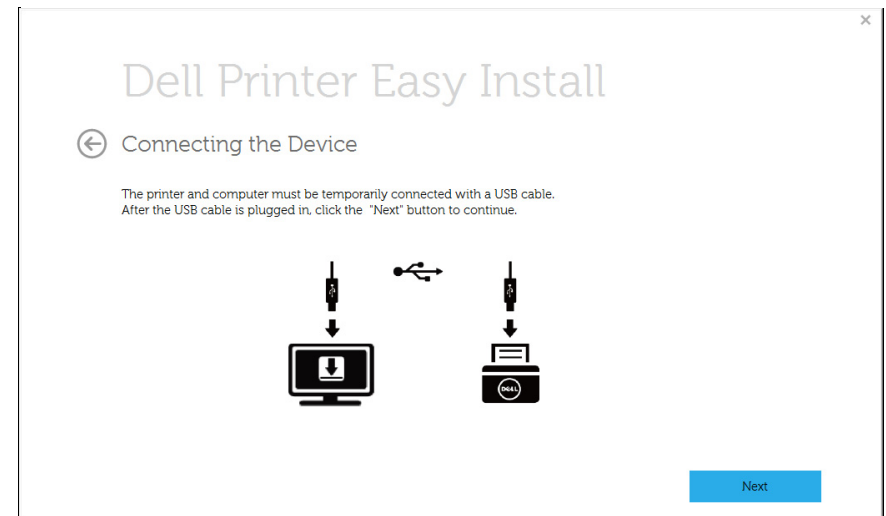 Dell Printer Easy Install
Connecting the Device
The printer and computer must be temporarily connected with a USB cable.
After the USB cable is plugged in, click the "Next" button to continue.
DELL
Next